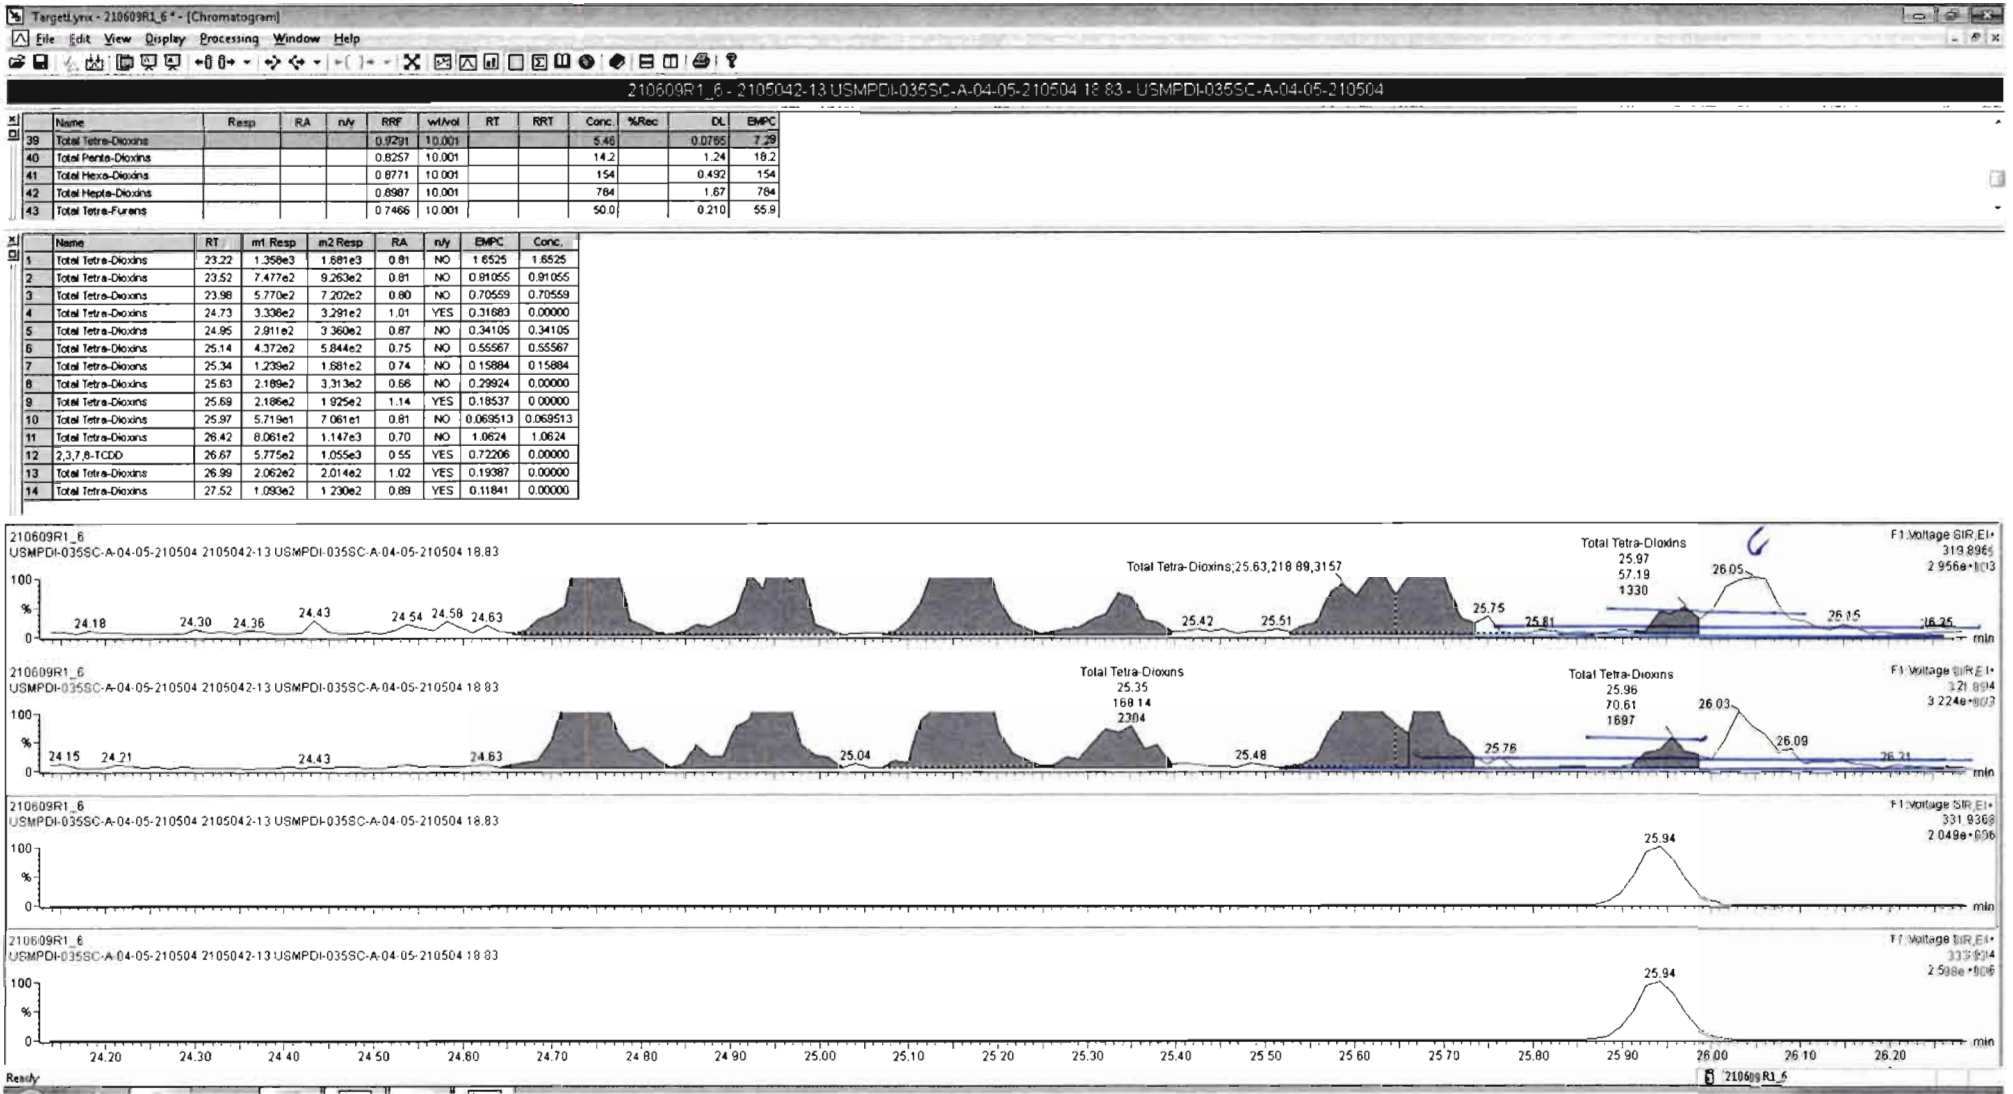 TargetLynx - 210609R1_6 * - [Chromatogram]
File Edit View Display Processing Window Help
210609R1_6 - 2105042-13 USMPDI-035SC-A-04-05-210504 18.83 - USMPDI-035SC-A-04-05-210504
Name Resp RA n/y RRF wt/vol RT RRT Conc. %Rec DL EMPC
39 Total Tetra-Dioxins 0.9291 10.001 5.46 0.0765 7.29
40 Total Penta-Dioxins 0.8257 10.001 14.2 1.24 18.2
41 Total Hexa-Dioxins 0.8771 10.001 154 0.492 154
42 Total Hepta-Dioxins 0.8987 10.001 784 1.67 784
43 Total Tetra-Furans 0.7466 10.001 50.0 0.210 55.9
Name RT m1 Resp m2 Resp RA n/y EMPC Conc.
1 Total Tetra-Dioxins 23.22 1.358e3 1.681e3 0.81 NO 1.6525 1.6525
2 Total Tetra-Dioxins 23.52 7.477e2 9.263e2 0.81 NO 0.91055 0.91055
3 Total Tetra-Dioxins 23.98 5.770e2 7.202e2 0.80 NO 0.70559 0.70559
4 Total Tetra-Dioxins 24.73 3.338e2 3.291e2 1.01 YES 0.31683 0.00000
5 Total Tetra-Dioxins 24.95 2.911e2 3.360e2 0.87 NO 0.34105 0.34105
6 Total Tetra-Dioxins 25.14 4.372e2 5.844e2 0.75 NO 0.55567 0.55567
7 Total Tetra-Dioxins 25.34 1.239e2 1.681e2 0.74 NO 0.15884 0.15884
8 Total Tetra-Dioxins 25.63 2.189e2 3.313e2 0.66 NO 0.29924 0.00000
9 Total Tetra-Dioxins 25.69 2.186e2 1.925e2 1.14 YES 0.18537 0.00000
10 Total Tetra-Dioxins 25.97 5.719e1 7.061e1 0.81 NO 0.069513 0.069513
11 Total Tetra-Dioxins 26.42 8.061e2 1.147e3 0.70 NO 1.0624 1.0624
12 2,3,7,8-TCDD 26.67 5.775e2 1.055e3 0.55 YES 0.72206 0.00000
13 Total Tetra-Dioxins 26.99 2.062e2 2.014e2 1.02 YES 0.19387 0.00000
14 Total Tetra-Dioxins 27.52 1.093e2 1.230e2 0.89 YES 0.11841 0.00000
210609R1_6
USMPDI-035SC-A-04-05-210504 2105042-13 USMPDI-035SC-A-04-05-210504 18.83
F1:Voltage SIR,EI+
319.8965
2.956e+003
Total Tetra-Dioxins;25.63,218.89,3157
Total Tetra-Dioxins
25.97
57.19
1330
100
%
0
24.18 24.30 24.36 24.43 24.54 24.58 24.63 25.42 25.51 25.75 25.81 26.05 26.15 26.25
min
210609R1_6
USMPDI-035SC-A-04-05-210504 2105042-13 USMPDI-035SC-A-04-05-210504 18.83
F1:Voltage SIR,EI+
321.894
3.224e+003
Total Tetra-Dioxins
25.35
168.14
2304
Total Tetra-Dioxins
25.96
70.61
1697
100
%
0
24.15 24.21 24.43 24.63 25.04 25.48 25.76 26.03 26.09 26.21
min
210609R1_6
USMPDI-035SC-A-04-05-210504 2105042-13 USMPDI-035SC-A-04-05-210504 18.83
F1:Voltage SIR,EI+
331.9368
2.049e+006
100
%
0
25.94
min
210609R1_6
USMPDI-035SC-A-04-05-210504 2105042-13 USMPDI-035SC-A-04-05-210504 18.83
F1:Voltage SIR,EI+
2.598e+006
100
%
0
25.94
min
24.20 24.30 24.40 24.50 24.60 24.70 24.80 24.90 25.00 25.10 25.20 25.30 25.40 25.50 25.60 25.70 25.80 25.90 26.00 26.10 26.20
Ready
210609R1_6